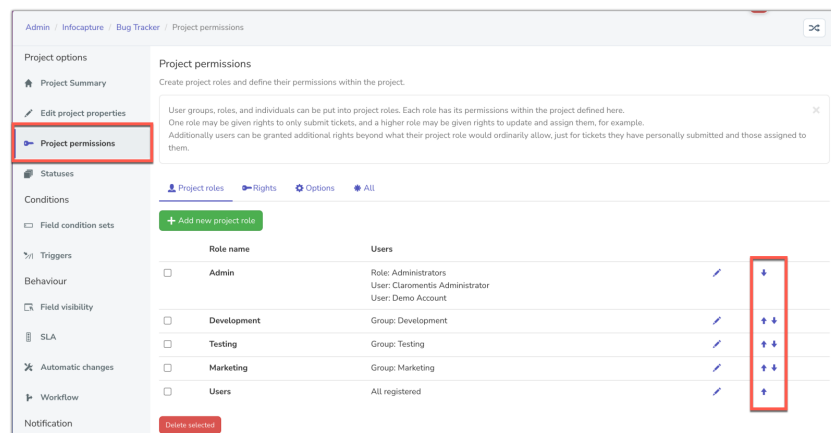 Admin / Infocapture / Bug Tracker / Project permissions
Project options
Project Summary
Edit project properties
Project permissions
Statuses
Conditions
Field condition sets
Triggers
Behaviour
Field visibility
SLA
Automatic changes
Workflow
Notification
Project permissions
Create project roles and define their permissions within the project.
User groups, roles, and individuals can be put into project roles. Each role has its permissions within the project defined here.
One role may be given rights to only submit tickets, and a higher role may be given rights to update and assign them, for example.
Additionally users can be granted additional rights beyond what their project role would ordinarily allow, just for tickets they have personally submitted and those assigned to
them.
Project roles Rights Options All
Add new project role
Role name Users
Admin Role: Administrators
User: Claromentis Administrator
User: Demo Account
Development Group: Development
Testing Group: Testing
Marketing Group: Marketing
Users All registered
Delete selected